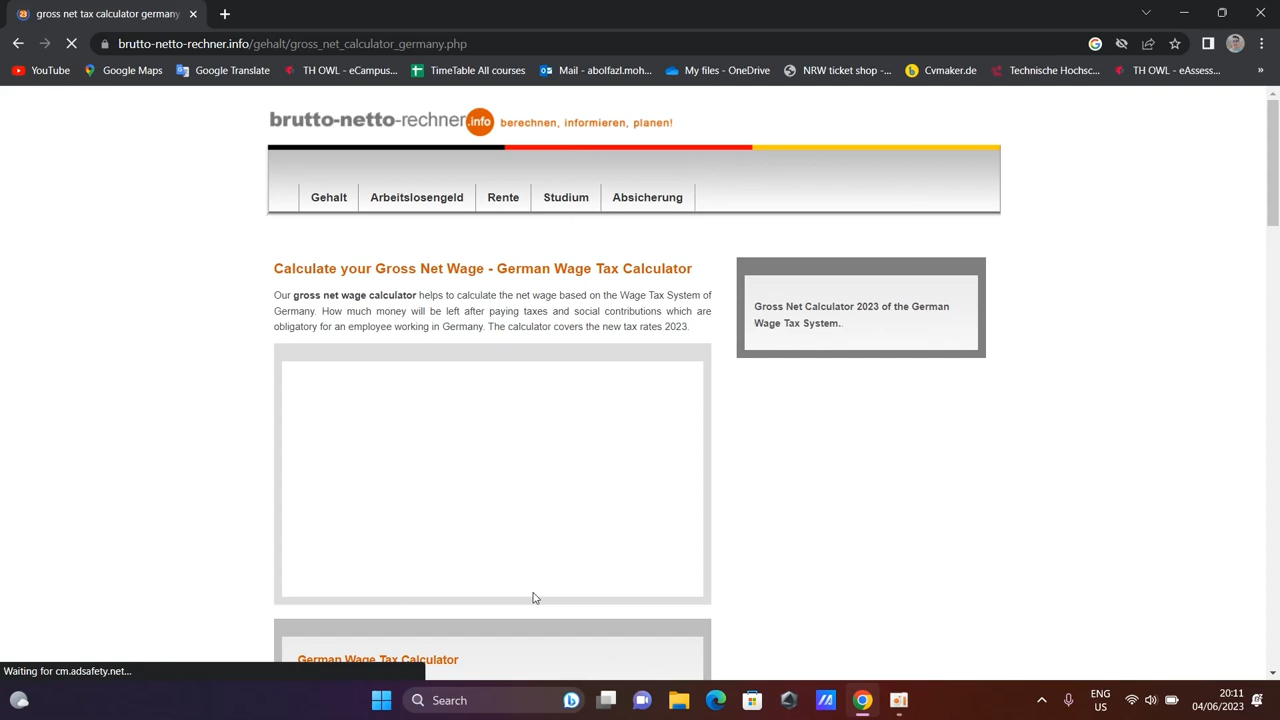 gross net tax calculator germany
brutto-netto-rechner.info/gehalt/gross_net_calculator_germany.php
YouTube
Google Maps
Google Translate
TH OWL - eCampus...
TimeTable All courses
Mail - abolfazl.moh...
My files - OneDrive
NRW ticket shop -...
Cvmaker.de
Technische Hochsc...
TH OWL - eAssess...
brutto-netto-rechner.info berechnen, informieren, planen!
Gehalt
Arbeitslosengeld
Rente
Studium
Absicherung
Calculate your Gross Net Wage - German Wage Tax Calculator
Our gross net wage calculator helps to calculate the net wage based on the Wage Tax System of
Germany. How much money will be left after paying taxes and social contributions which are
obligatory for an employee working in Germany. The calculator covers the new tax rates 2023.
Gross Net Calculator 2023 of the German
Wage Tax System..
German Wage Tax Calculator
Waiting for cm.adsafety.net...
Search
ENG
US
20:11
04/06/2023